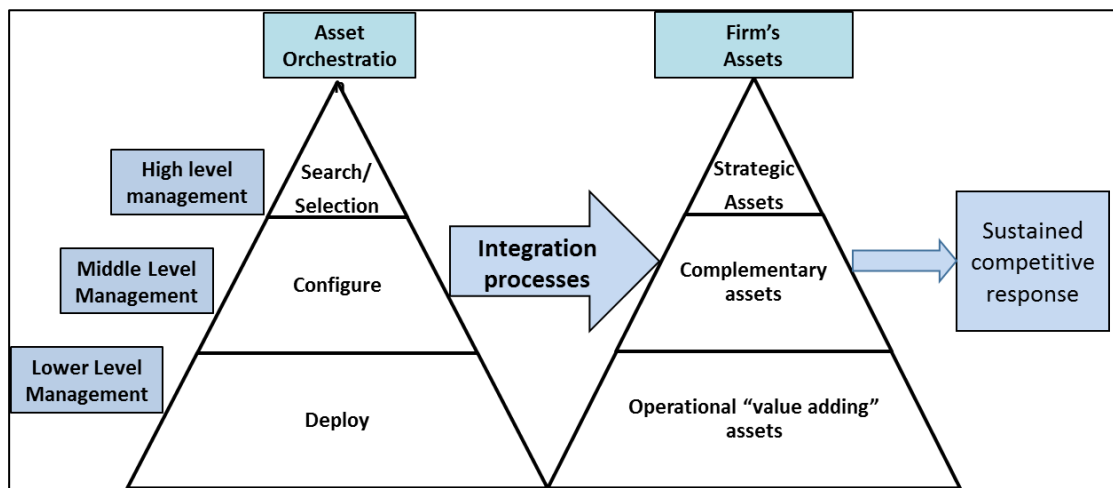 Asset
Orchestratio
n
Firm's
Assets
High level
management
Search/
Selection
Strategic
Assets
Middle Level
Management
Configure
Integration
processes
Complementary
assets
Sustained
competitive
response
Lower Level
Management
Deploy
Operational “value adding”
assets